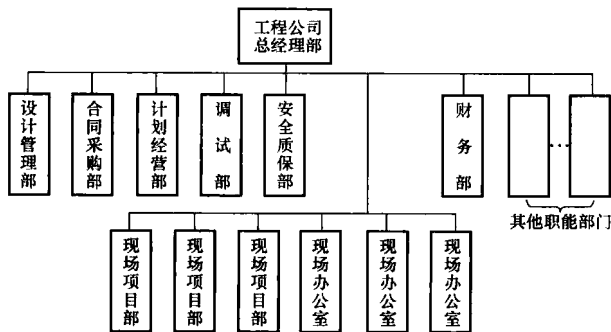 工程公司
总经理部
设计管理部
合同采购部
计划经营部
调试部
安全质保部
财务部
…
其他职能部门
现场项目部
现场项目部
现场项目部
现场办公室
现场办公室
现场办公室